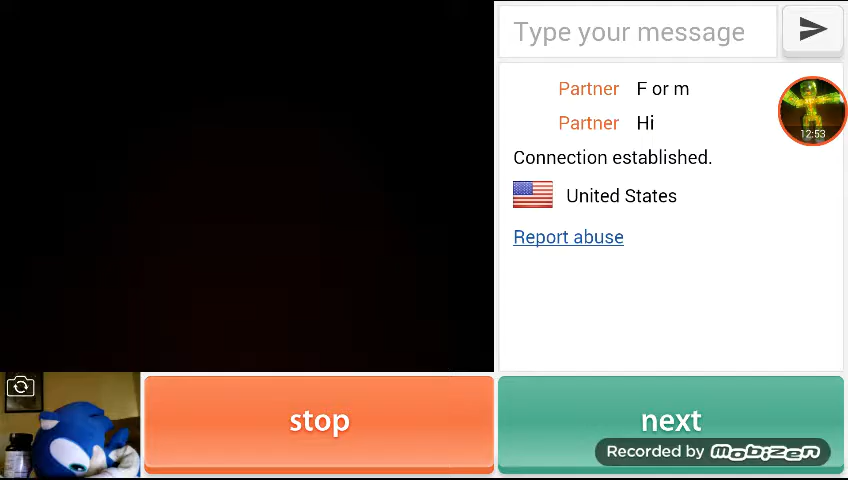 Type your message
Partner F or m
Partner Hi
12:53
Connection established.
United States
Report abuse
stop
next
Recorded by mobizen